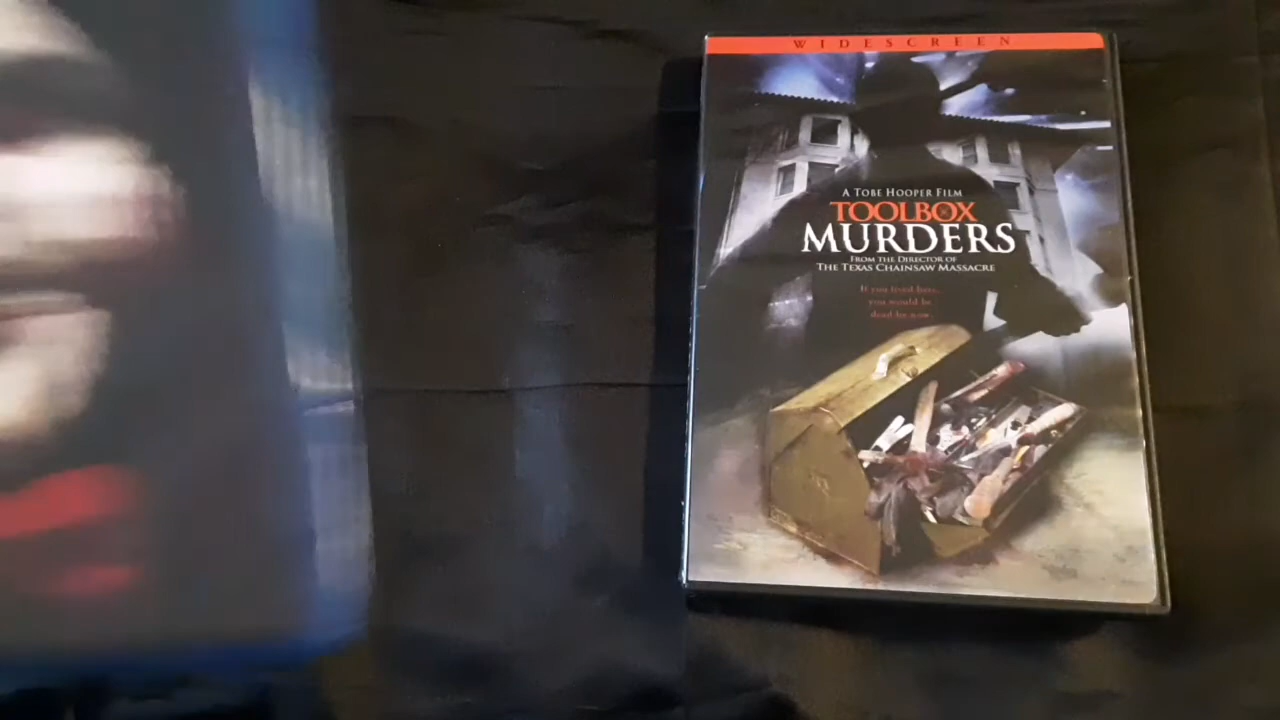 WIDESCREEN
A TOBE HOOPER FILM
TOOLBOX
MURDERS
FROM THE DIRECTOR OF
THE TEXAS CHAINSAW MASSACRE
If you lived here,
you would be
dead by now.